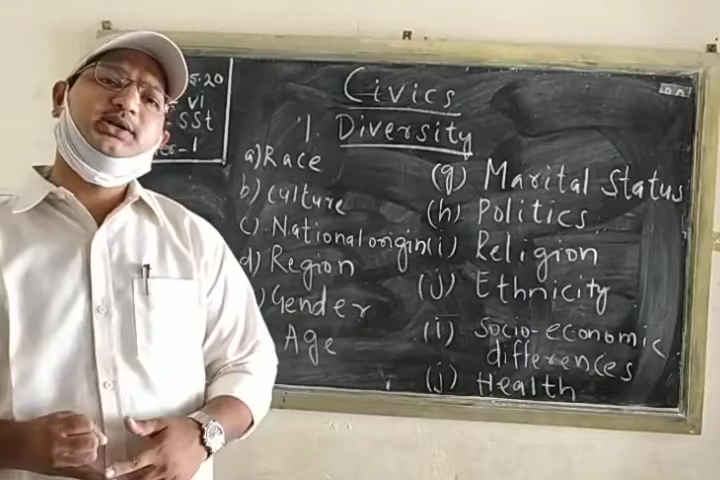 5.20
vi
SSt
1
Civics
1. Diversity
a) Race
b) culture
c) National origin
d) Region
) Gender
Age
(g) Marital Status
(h) Politics
(i) Religion
(j) Ethnicity
(i) Socio-economic
differences
(j) Health